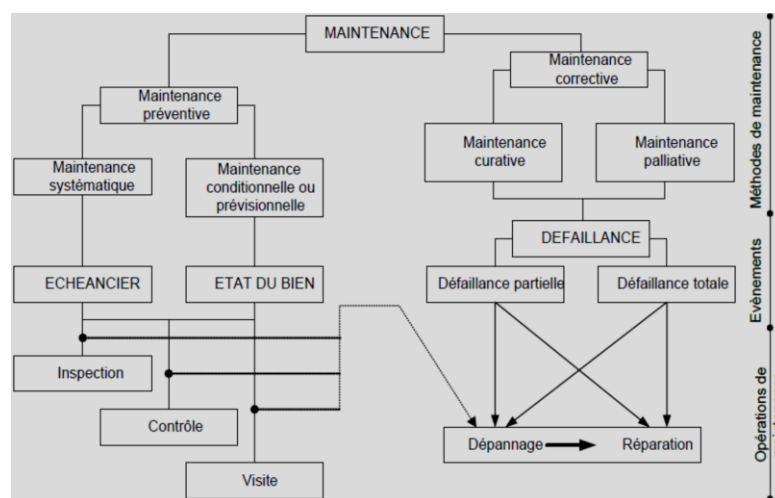 MAINTENANCE
Maintenance
corrective
Maintenance
préventive
Maintenance
curative
Maintenance
palliative
Maintenance
systématique
Maintenance
conditionnelle ou
prévisionnelle
DEFAILLANCE
ECHEANCIER
ETAT DU BIEN
Défaillance partielle
Défaillance totale
Inspection
Contrôle
Dépannage
Réparation
Visite
Méthodes de maintenance
Evènements
Opérations de